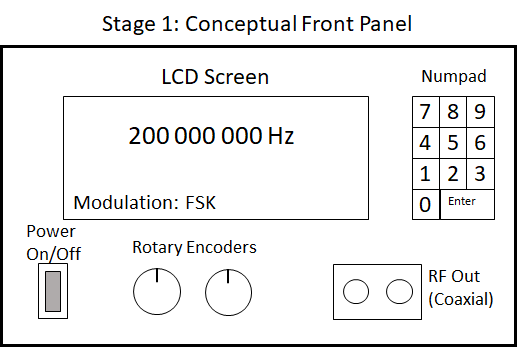 Stage 1: Conceptual Front Panel
LCD Screen
Numpad
200 000 000 Hz
Modulation: FSK
7 8 9
4 5 6
1 2 3
0 Enter
Power
On/Off
Rotary Encoders
RF Out
(Coaxial)